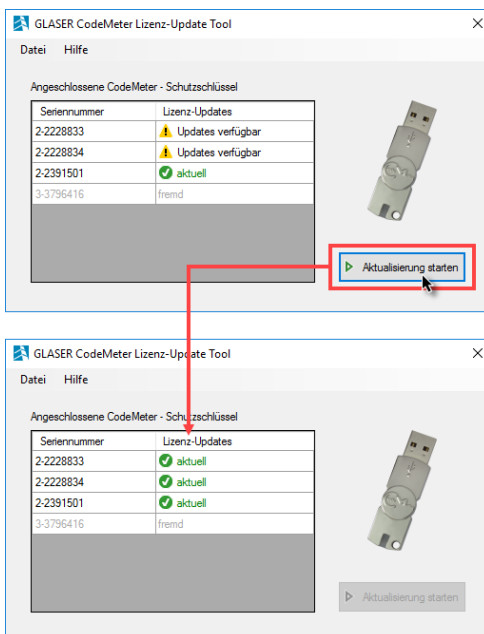 GLASER CodeMeter Lizenz-Update Tool
Datei Hilfe
Angeschlossene CodeMeter - Schutzschlüssel
Seriennummer Lizenz-Updates
2-2228833 Updates verfügbar
2-2228834 Updates verfügbar
2-2391501 aktuell
3-3796416 fremd
Aktualisierung starten
GLASER CodeMeter Lizenz-Update Tool
Datei Hilfe
Angeschlossene CodeMeter - Schutzschlüssel
Seriennummer Lizenz-Updates
2-2228833 aktuell
2-2228834 aktuell
2-2391501 aktuell
3-3796416 fremd
Aktualisierung starten